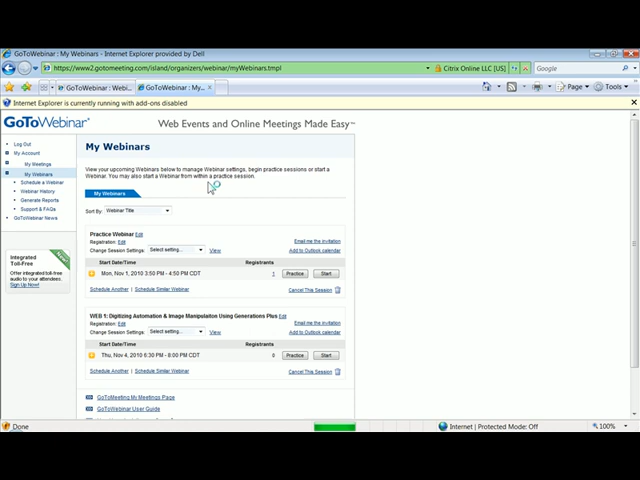 GoToWebinar : My Webinars - Internet Explorer provided by Dell
https://www2.gotomeeting.com/island/organizers/webinar/myWebinars.tmpl
Citrix Online LLC [US]
Google
GoToWebinar : Webi...
GoToWebinar : My...
Page
Tools
Internet Explorer is currently running with add-ons disabled
GoToWebinar
Web Events and Online Meetings Made Easy™
Log Out
My Account
My Meetings
My Webinars
Schedule a Webinar
Webinar History
Generate Reports
Support & FAQs
GoToWebinar News
Integrated
Toll-Free
New
Offer integrated toll-free
audio to your attendees.
Sign Up Now!
My Webinars
View your upcoming Webinars below to manage Webinar settings, begin practice sessions or start a
Webinar. You may also start a Webinar from within a practice session.
My Webinars
Sort By: Webinar Title
Practice Webinar Edit
Registration: Edit
Email me the invitation
Change Session Settings: Select setting... View
Add to Outlook calendar
Start Date/Time Registrants
Mon, Nov 1, 2010 3:50 PM - 4:50 PM CDT 1 Practice Start
Schedule Another | Schedule Similar Webinar
Cancel This Session
WEB 1: Digitizing Automation & Image Manipulation Using Generations Plus Edit
Registration: Edit
Email me the invitation
Change Session Settings: Select setting... View
Add to Outlook calendar
Start Date/Time Registrants
Thu, Nov 4, 2010 6:30 PM - 8:00 PM CDT 0 Practice Start
Schedule Another | Schedule Similar Webinar
Cancel This Session
GoToMeeting My Meetings Page
GoToWebinar User Guide
Done
Internet | Protected Mode: Off
100%